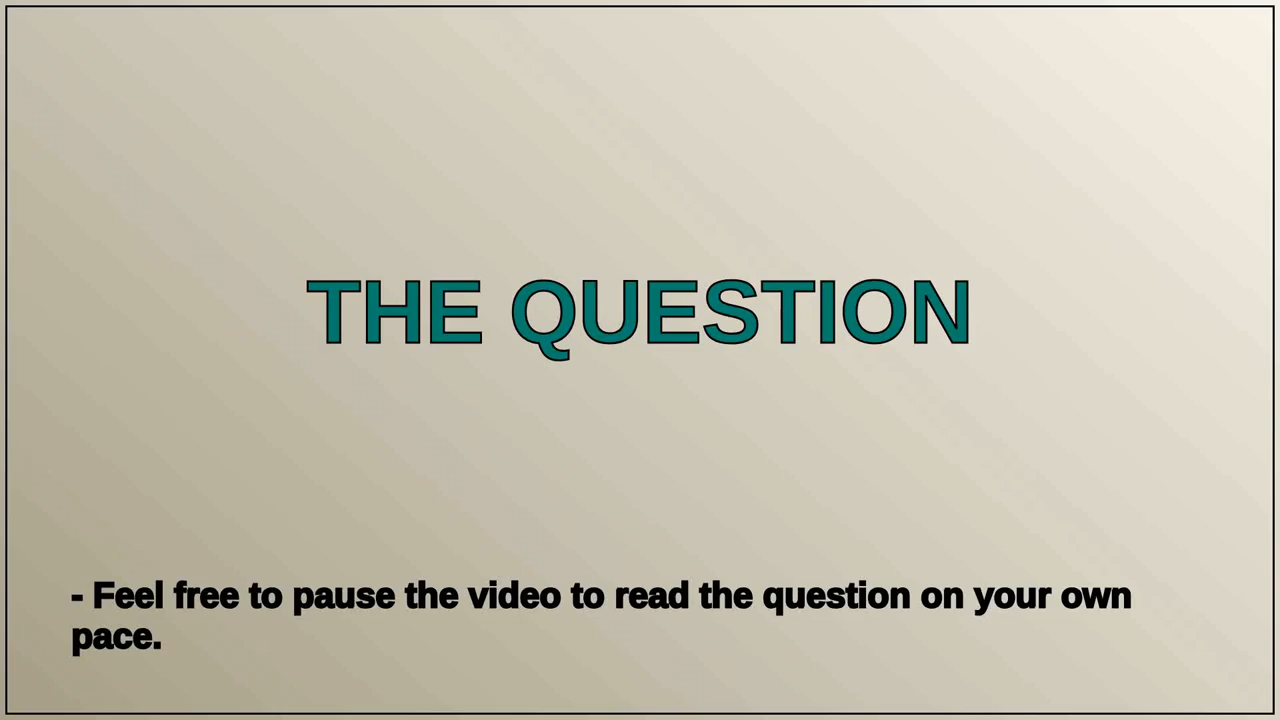 THE QUESTION
- Feel free to pause the video to read the question on your own
pace.